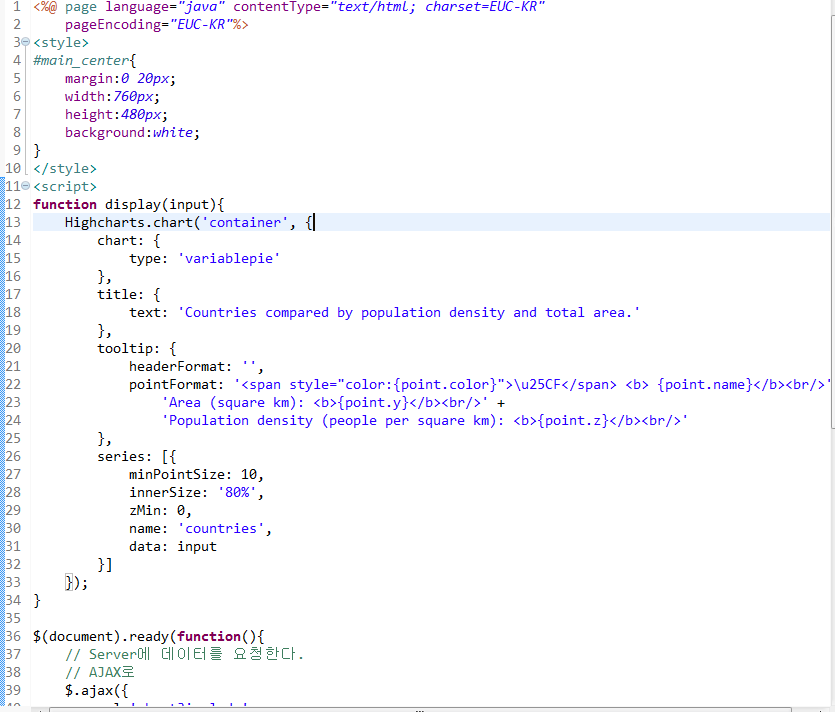 1 <%@ page language="java" contentType="text/html; charset=EUC-KR"
2     pageEncoding="EUC-KR"%>
3 <style>
4 #main_center{
5     margin:0 20px;
6     width:760px;
7     height:480px;
8     background:white;
9 }
10 </style>
11 <script>
12 function display(input){
13     Highcharts.chart('container', {
14         chart: {
15             type: 'variablepie'
16         },
17         title: {
18             text: 'Countries compared by population density and total area.'
19         },
20         tooltip: {
21             headerFormat: '',
22             pointFormat: '<span style="color:{point.color}">\u25CF</span> <b> {point.name}</b><br/>'
23                 'Area (square km): <b>{point.y}</b><br/>' +
24                 'Population density (people per square km): <b>{point.z}</b><br/>'
25         },
26         series: [{
27             minPointSize: 10,
28             innerSize: '80%',
29             zMin: 0,
30             name: 'countries',
31             data: input
32         }]
33     });
34 }
35
36 $(document).ready(function(){
37     // Server에 데이터를 요청한다.
38     // AJAX로
39     $.ajax({